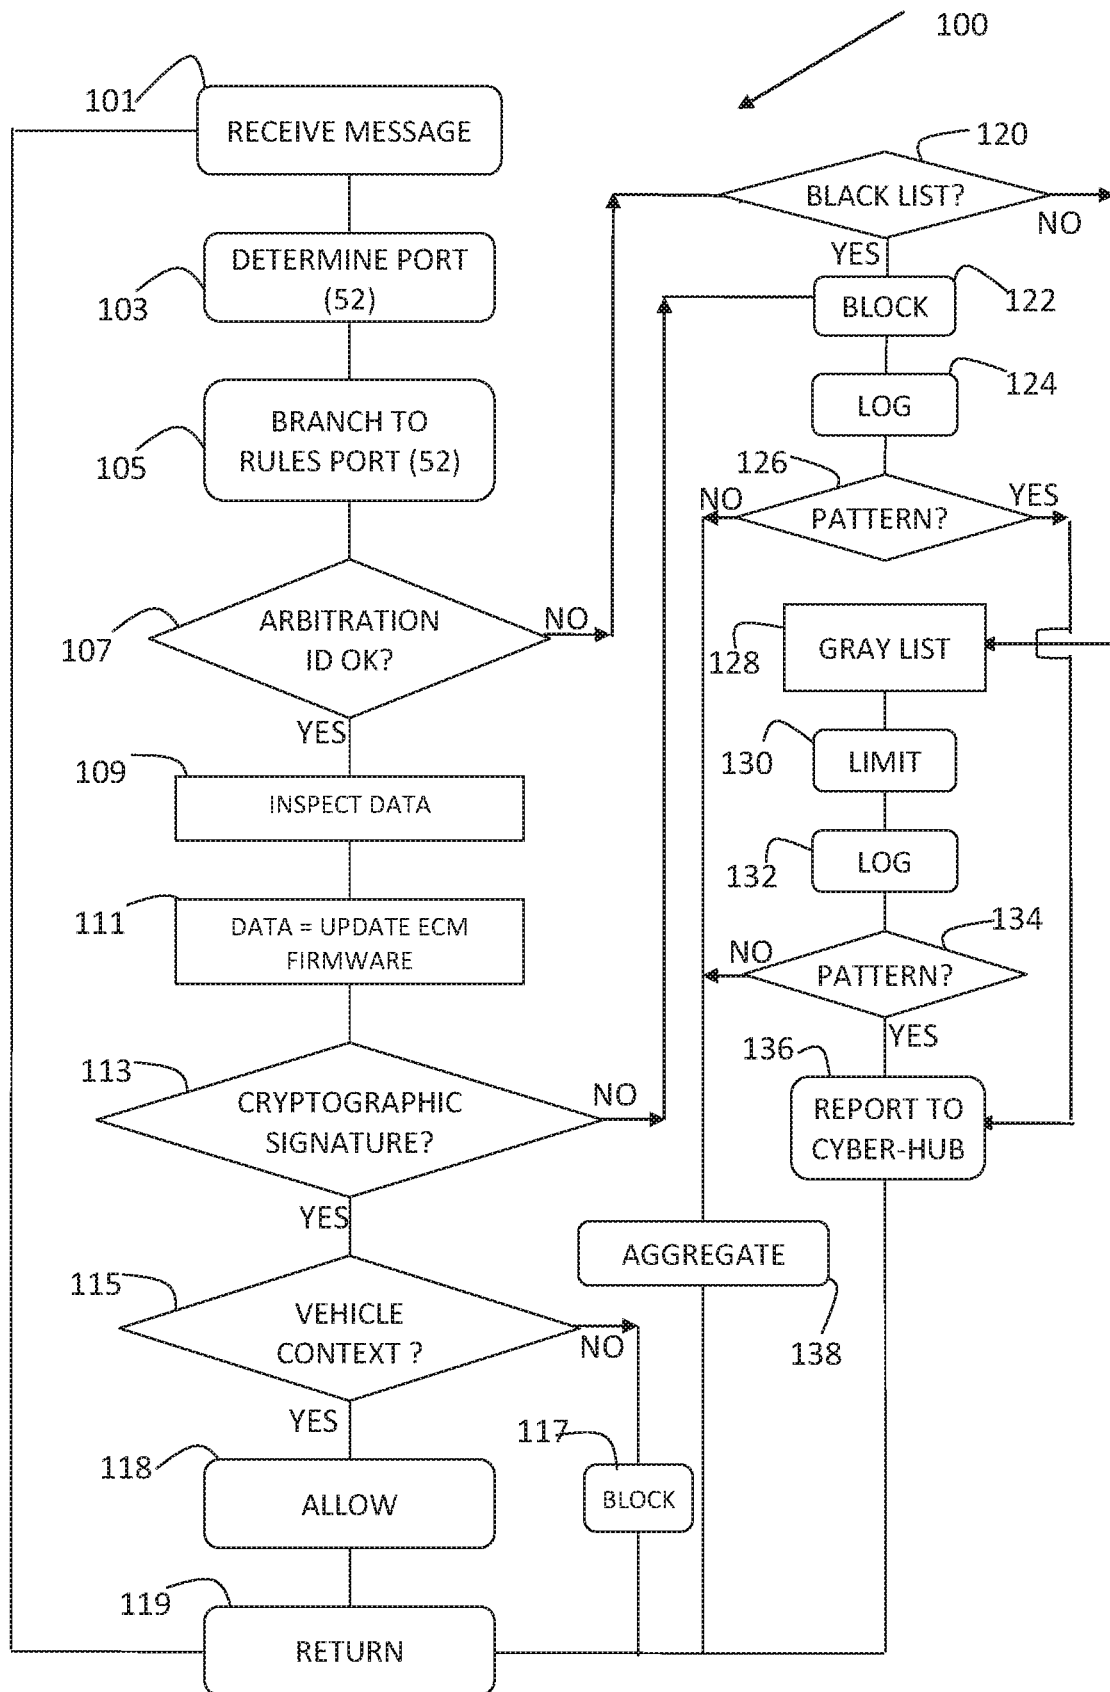 100
101
RECEIVE MESSAGE
103
DETERMINE PORT
(52)
105
BRANCH TO
RULES PORT (52)
107
ARBITRATION
ID OK?
NO
YES
109
INSPECT DATA
111
DATA = UPDATE ECM
FIRMWARE
113
CRYPTOGRAPHIC
SIGNATURE?
NO
YES
115
VEHICLE
CONTEXT ?
NO
YES
117
BLOCK
118
ALLOW
119
RETURN
120
BLACK LIST?
NO
YES
BLOCK
122
LOG
124
126
PATTERN?
NO
YES
128
GRAY LIST
130
LIMIT
132
LOG
134
PATTERN?
NO
YES
136
REPORT TO
CYBER-HUB
AGGREGATE
138